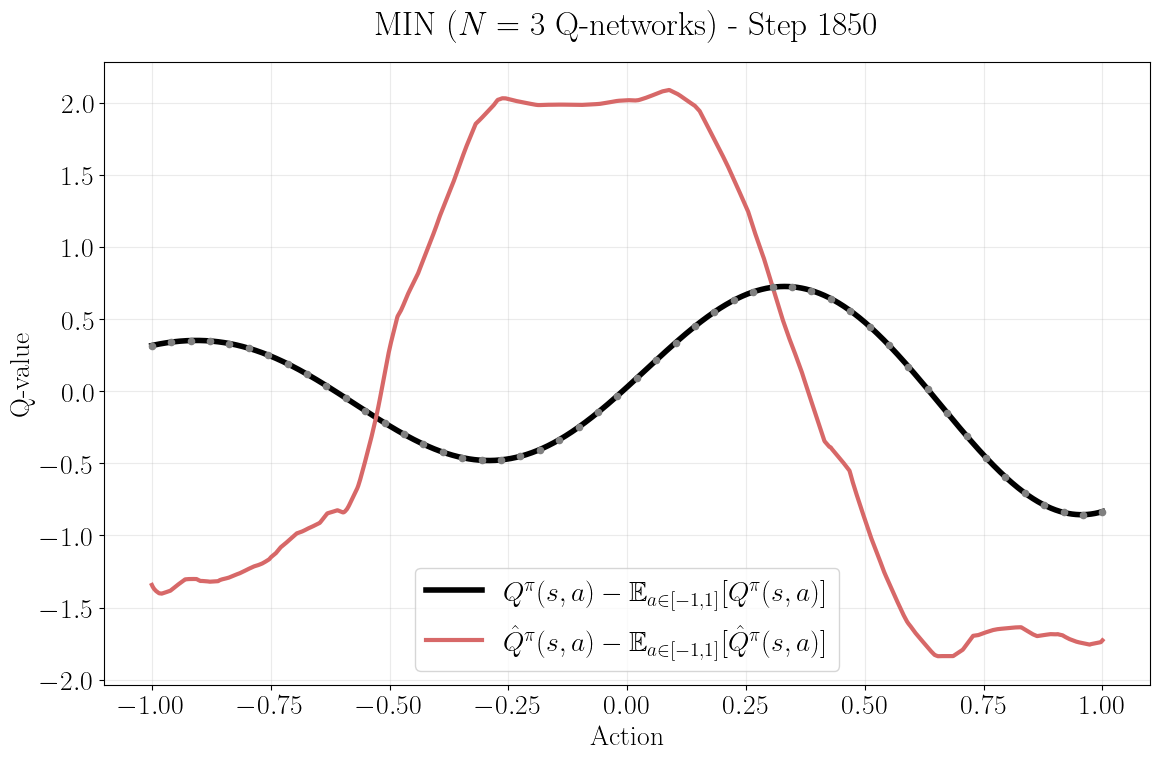 MIN (N = 3 Q-networks) - Step 1850
Q-value
2.0
1.5
1.0
0.5
0.0
−0.5
−1.0
−1.5
−2.0
Q^π(s, a) − 𝔼_{a∈[−1,1]}[Q^π(s, a)]
Q̂^π(s, a) − 𝔼_{a∈[−1,1]}[Q̂^π(s, a)]
−1.00 −0.75 −0.50 −0.25 0.00 0.25 0.50 0.75 1.00
Action